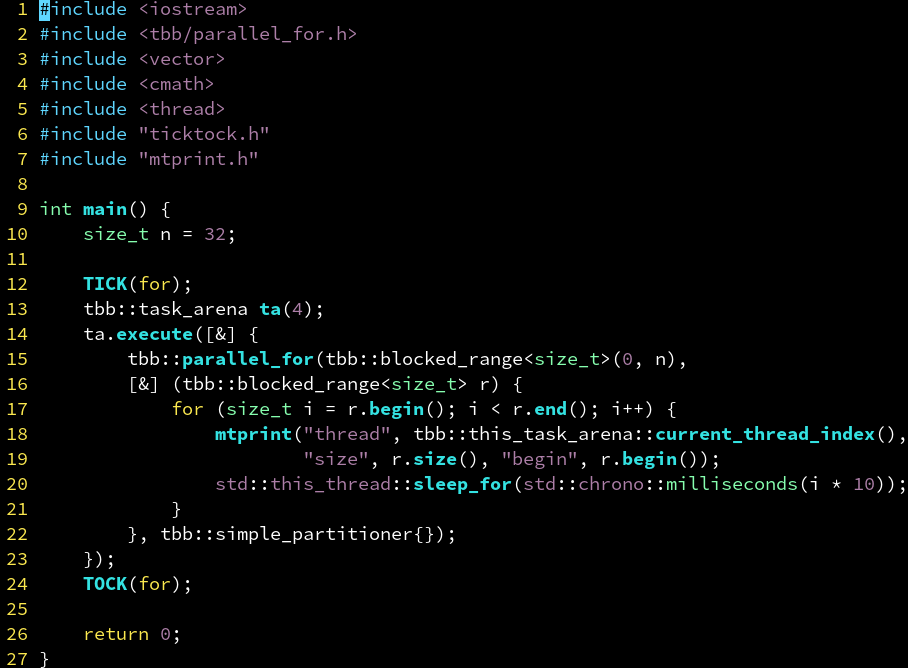 1 #include <iostream>
2 #include <tbb/parallel_for.h>
3 #include <vector>
4 #include <cmath>
5 #include <thread>
6 #include "ticktock.h"
7 #include "mtprint.h"
8
9 int main() {
10     size_t n = 32;
11
12     TICK(for);
13     tbb::task_arena ta(4);
14     ta.execute([&] {
15         tbb::parallel_for(tbb::blocked_range<size_t>(0, n),
16         [&] (tbb::blocked_range<size_t> r) {
17             for (size_t i = r.begin(); i < r.end(); i++) {
18                 mtprint("thread", tbb::this_task_arena::current_thread_index(),
19                         "size", r.size(), "begin", r.begin());
20                 std::this_thread::sleep_for(std::chrono::milliseconds(i * 10));
21             }
22         }, tbb::simple_partitioner{});
23     });
24     TOCK(for);
25
26     return 0;
27 }